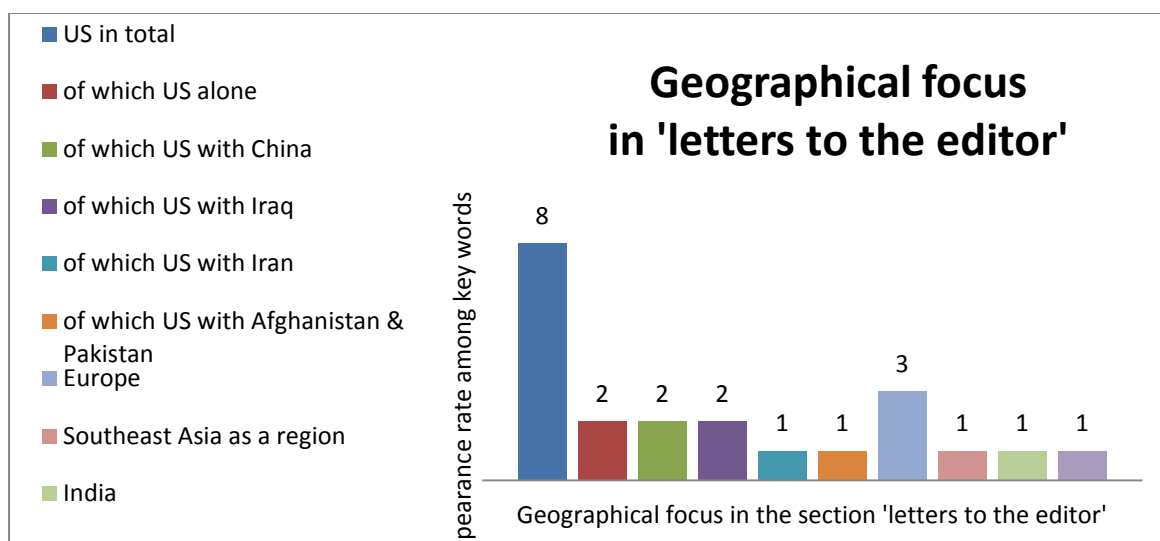 US in total
of which US alone
of which US with China
of which US with Iraq
of which US with Iran
of which US with Afghanistan &
Pakistan
Europe
Southeast Asia as a region
India
Geographical focus
in 'letters to the editor'
pearance rate among key words
8
2
2
2
1
1
3
1
1
1
Geographical focus in the section 'letters to the editor'